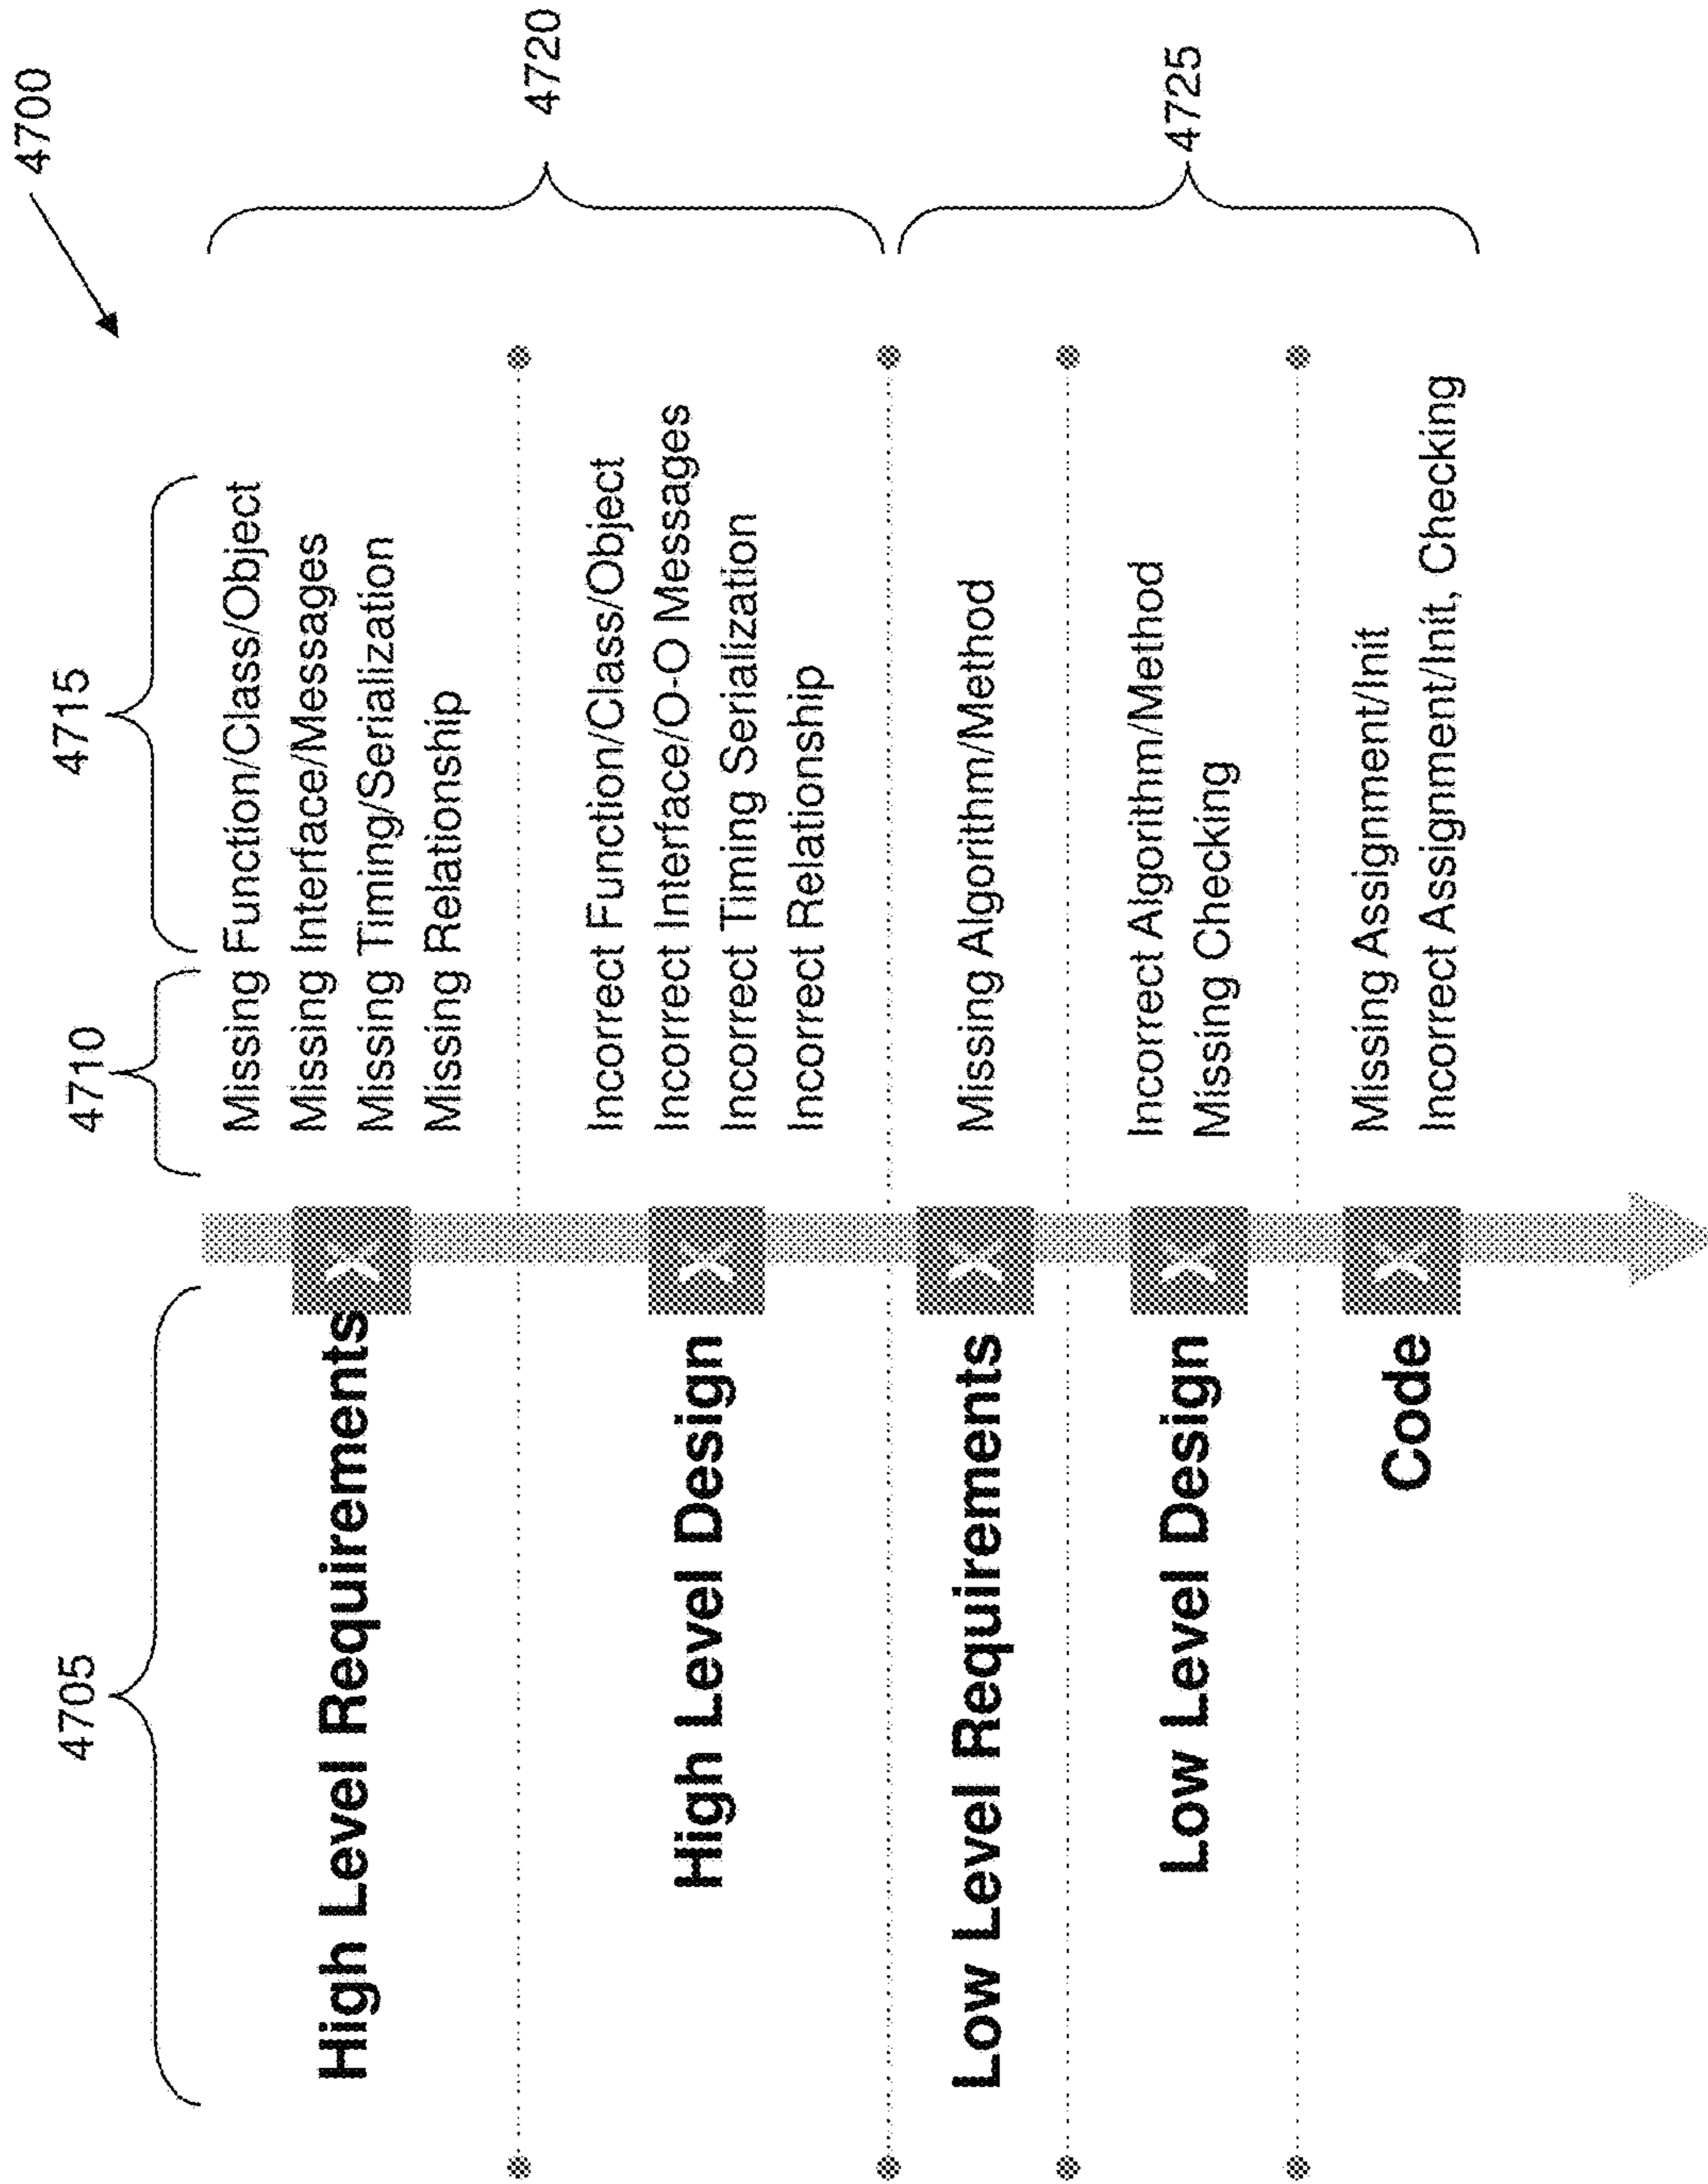 4700
4705
4710
4715
High Level Requirements
X
Missing Function/Class/Object
Missing Interface/Messages
Missing Timing/Serialization
Missing Relationship
4720
High Level Design
X
Incorrect Function/Class/Object
Incorrect Interface/O-O Messages
Incorrect Timing Serialization
Incorrect Relationship
Low Level Requirements
X
Missing Algorithm/Method
4725
Low Level Design
X
Incorrect Algorithm/Method
Missing Checking
Code
X
Missing Assignment/Init
Incorrect Assignment/Init, Checking